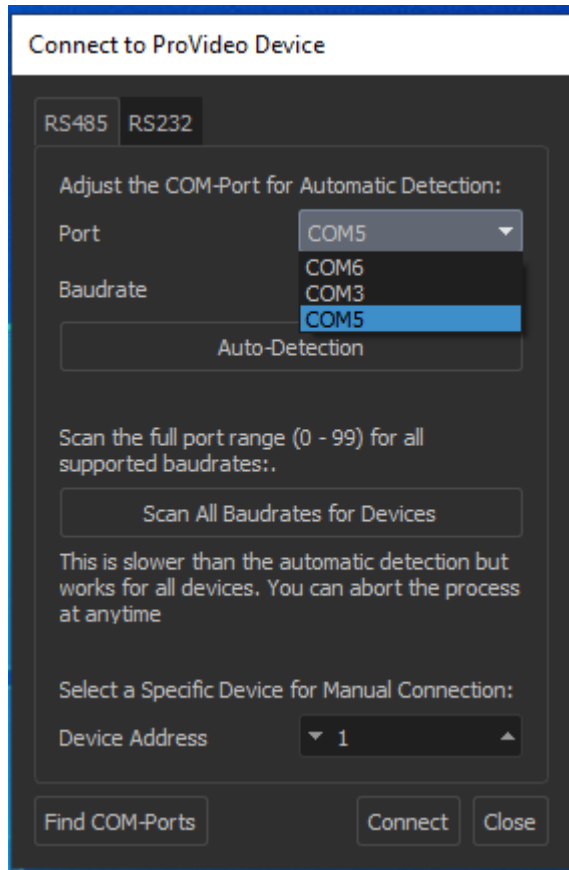 Connect to ProVideo Device
RS485 RS232
Adjust the COM-Port for Automatic Detection:
Port COM5
COM6
Baudrate COM3
COM5
Auto-Detection
Scan the full port range (0 - 99) for all
supported baudrates:.
Scan All Baudrates for Devices
This is slower than the automatic detection but
works for all devices. You can abort the process
at anytime
Select a Specific Device for Manual Connection:
Device Address 1
Find COM-Ports Connect Close